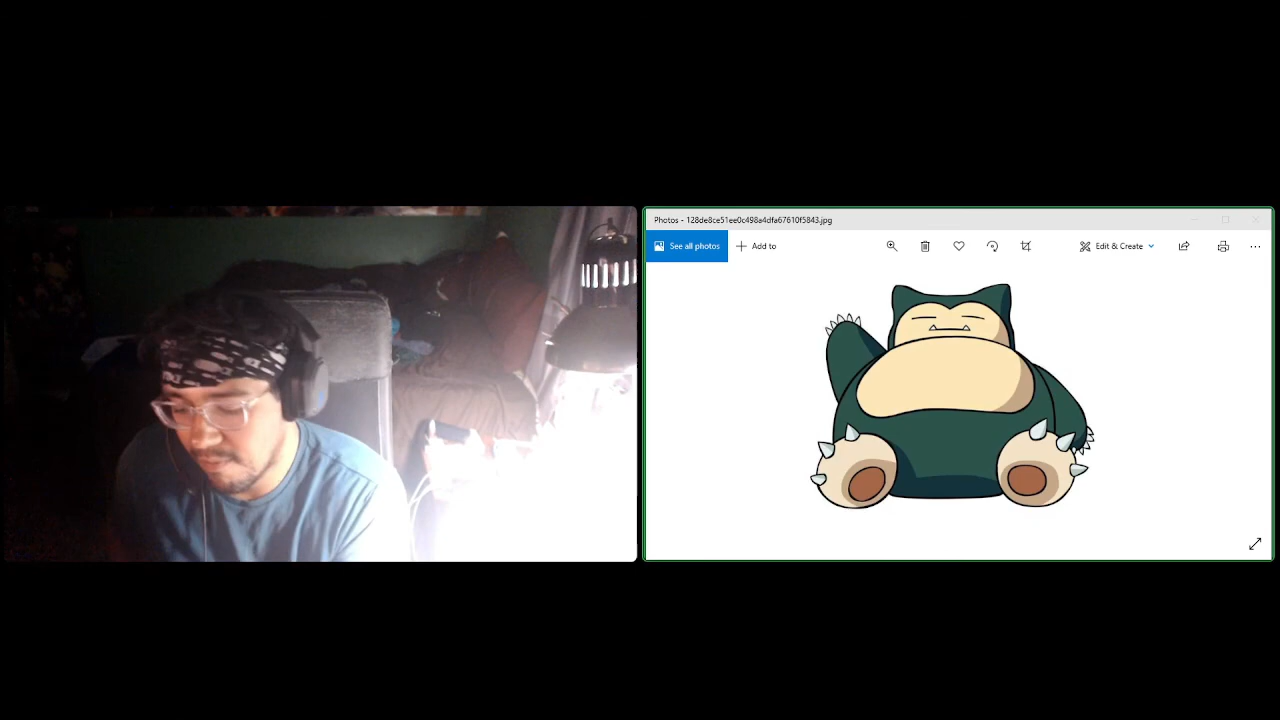 Photos - 128de8ce51ee0c498a4dfa67610f5843.jpg
See all photos
Add to
Edit & Create